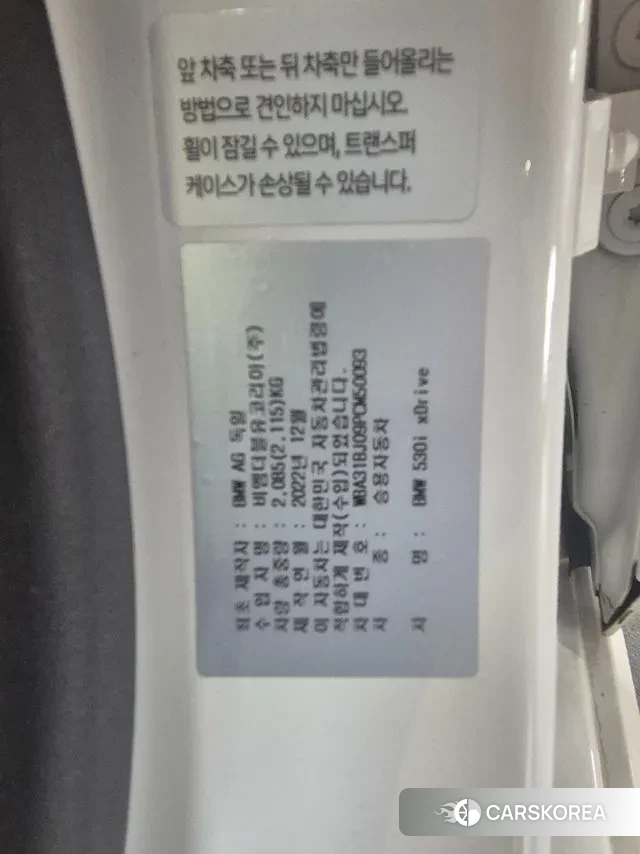 앞 차축 또는 뒤 차축만 들어올리는
방법으로 견인하지 마십시오.
휠이 잠길 수 있으며, 트랜스퍼
케이스가 손상될 수 있습니다.
최초 제작자 : BMW AG 독일
수 입 자 명 : 비엠더블유코리아(주)
차량 총중량 : 2,085(2,115)KG
제 작 연 월 : 2022년 12월
이 자동차는 대한민국 자동차관리법령에
적합하게 제작(수입)되었습니다.
차 대 번 호 : WBA31BJ09PCM50093
차 종 : 승용자동차
차 명 : BMW 530i xDrive
CARSKOREA